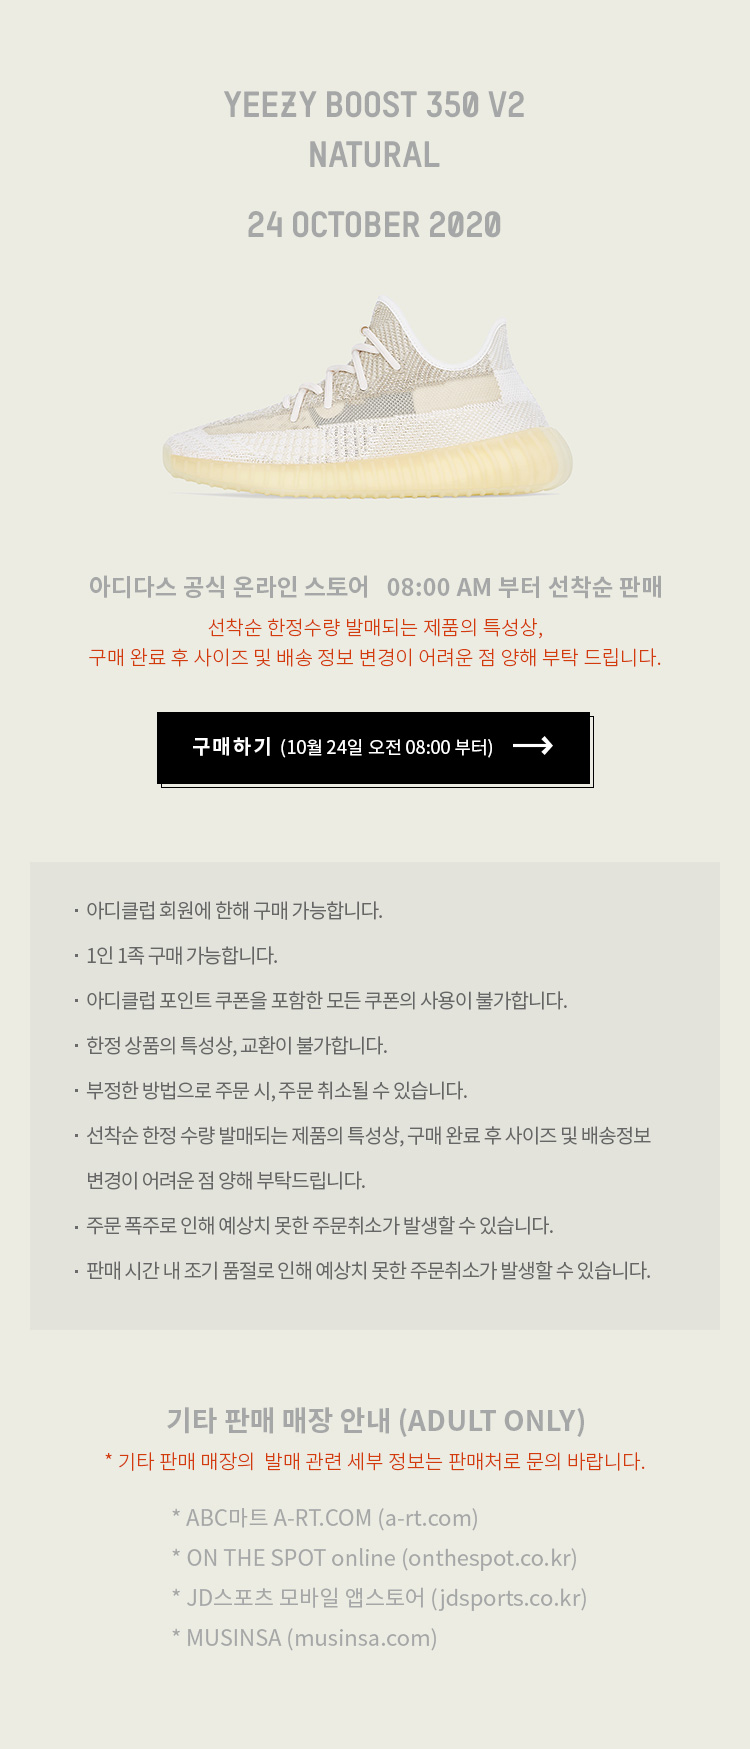 YEEZY BOOST 350 V2
NATURAL
24 OCTOBER 2020
아디다스 공식 온라인 스토어 08:00 AM 부터 선착순 판매
선착순 한정수량 발매되는 제품의 특성상,
구매 완료 후 사이즈 및 배송 정보 변경이 어려운 점 양해 부탁 드립니다.
구매하기 (10월 24일 오전 08:00 부터) →
· 아디클럽 회원에 한해 구매 가능합니다.
· 1인 1족 구매 가능합니다.
· 아디클럽 포인트 쿠폰을 포함한 모든 쿠폰의 사용이 불가합니다.
· 한정 상품의 특성상, 교환이 불가합니다.
· 부정한 방법으로 주문 시, 주문 취소될 수 있습니다.
· 선착순 한정 수량 발매되는 제품의 특성상, 구매 완료 후 사이즈 및 배송정보
변경이 어려운 점 양해 부탁드립니다.
· 주문 폭주로 인해 예상치 못한 주문취소가 발생할 수 있습니다.
· 판매 시간 내 조기 품절로 인해 예상치 못한 주문취소가 발생할 수 있습니다.
기타 판매 매장 안내 (ADULT ONLY)
* 기타 판매 매장의 발매 관련 세부 정보는 판매처로 문의 바랍니다.
* ABC마트 A-RT.COM (a-rt.com)
* ON THE SPOT online (onthespot.co.kr)
* JD스포츠 모바일 앱스토어 (jdsports.co.kr)
* MUSINSA (musinsa.com)